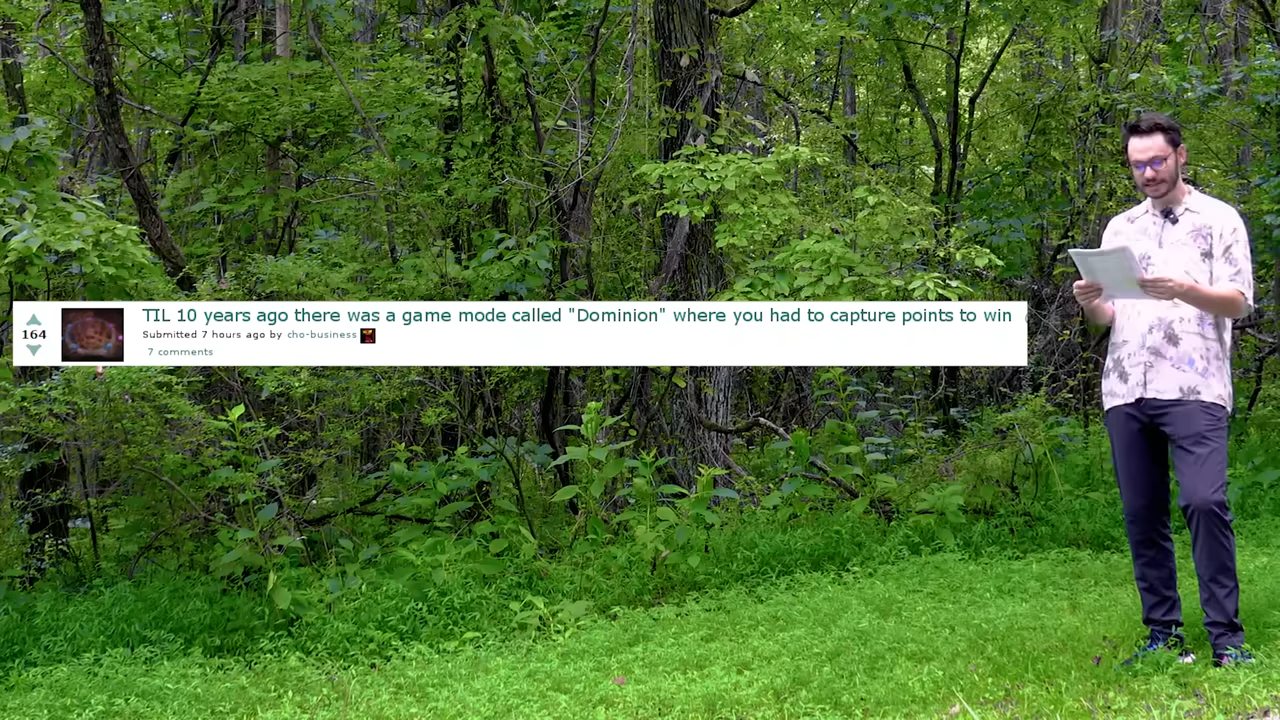 TIL 10 years ago there was a game mode called "Dominion" where you had to capture points to win
164
Submitted 7 hours ago by cho-business
7 comments